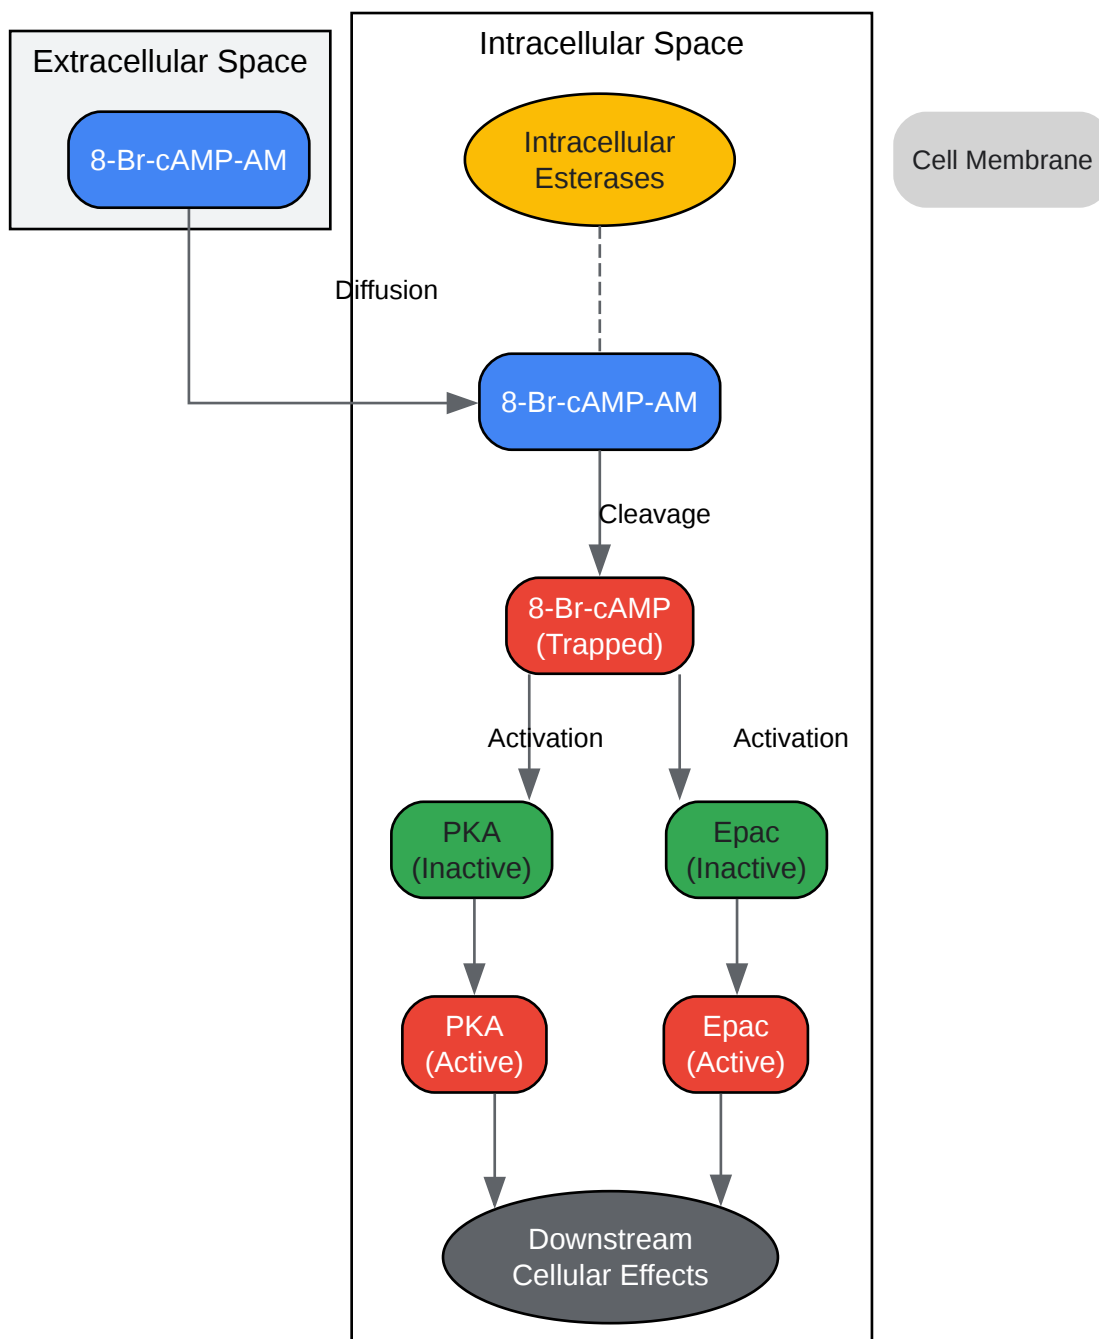 Extracellular Space
8-Br-cAMP-AM
Intracellular Space
Intracellular
Esterases
Cell Membrane
Diffusion
8-Br-cAMP-AM
Cleavage
8-Br-cAMP
(Trapped)
Activation
Activation
PKA
(Inactive)
Epac
(Inactive)
PKA
(Active)
Epac
(Active)
Downstream
Cellular Effects